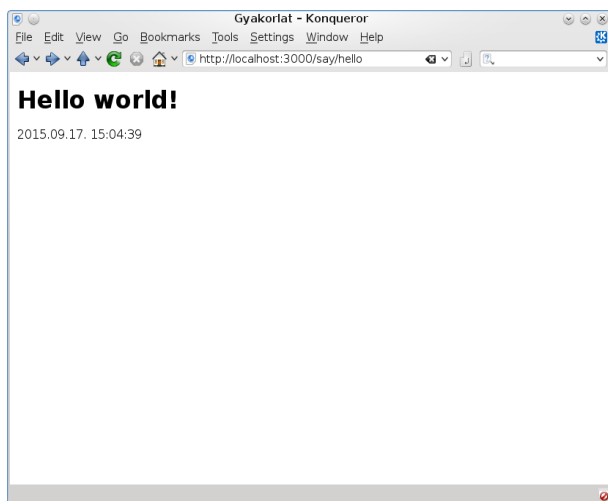 Gyakorlat – Konqueror
File Edit View Go Bookmarks Tools Settings Window Help
http://localhost:3000/say/hello
Hello world!
2015.09.17. 15:04:39